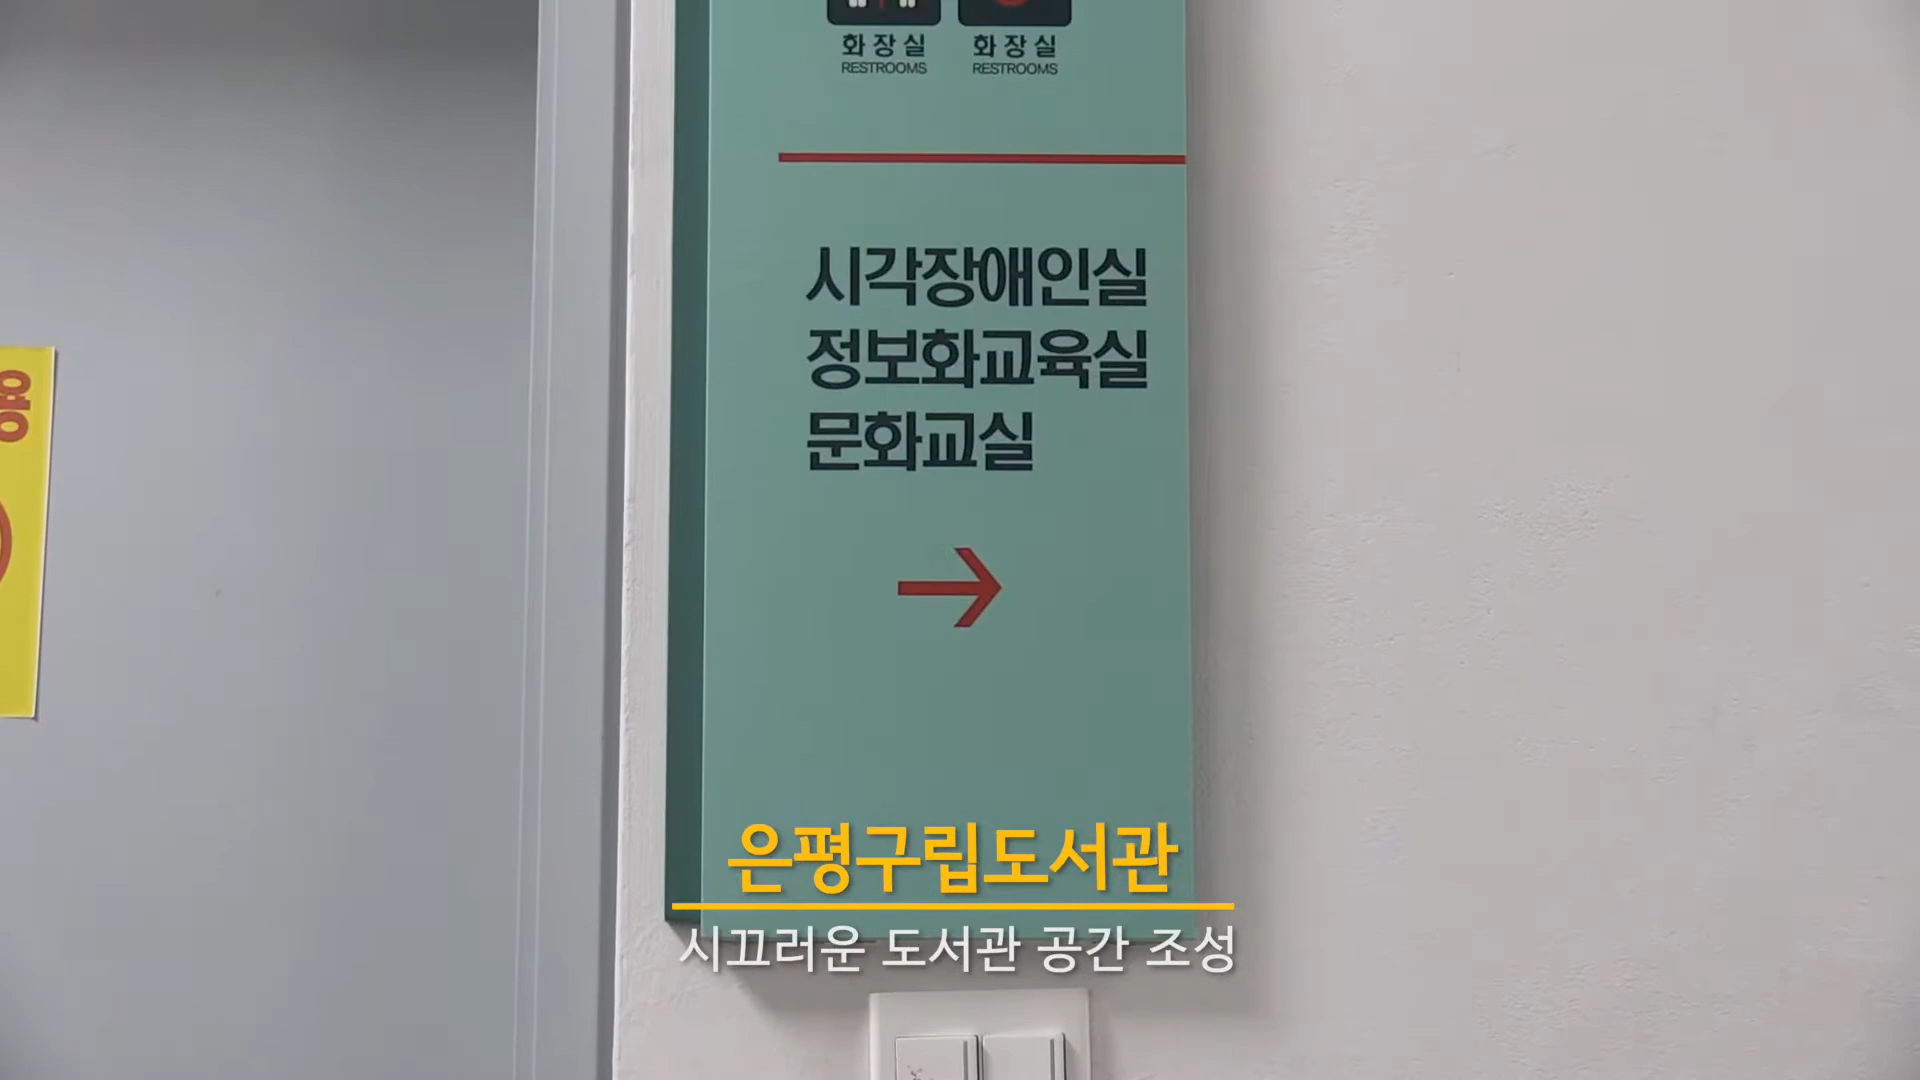 화장실 화장실
RESTROOMS RESTROOMS
시각장애인실
정보화교육실
문화교실
용
은평구립도서관
시끄러운 도서관 공간 조성